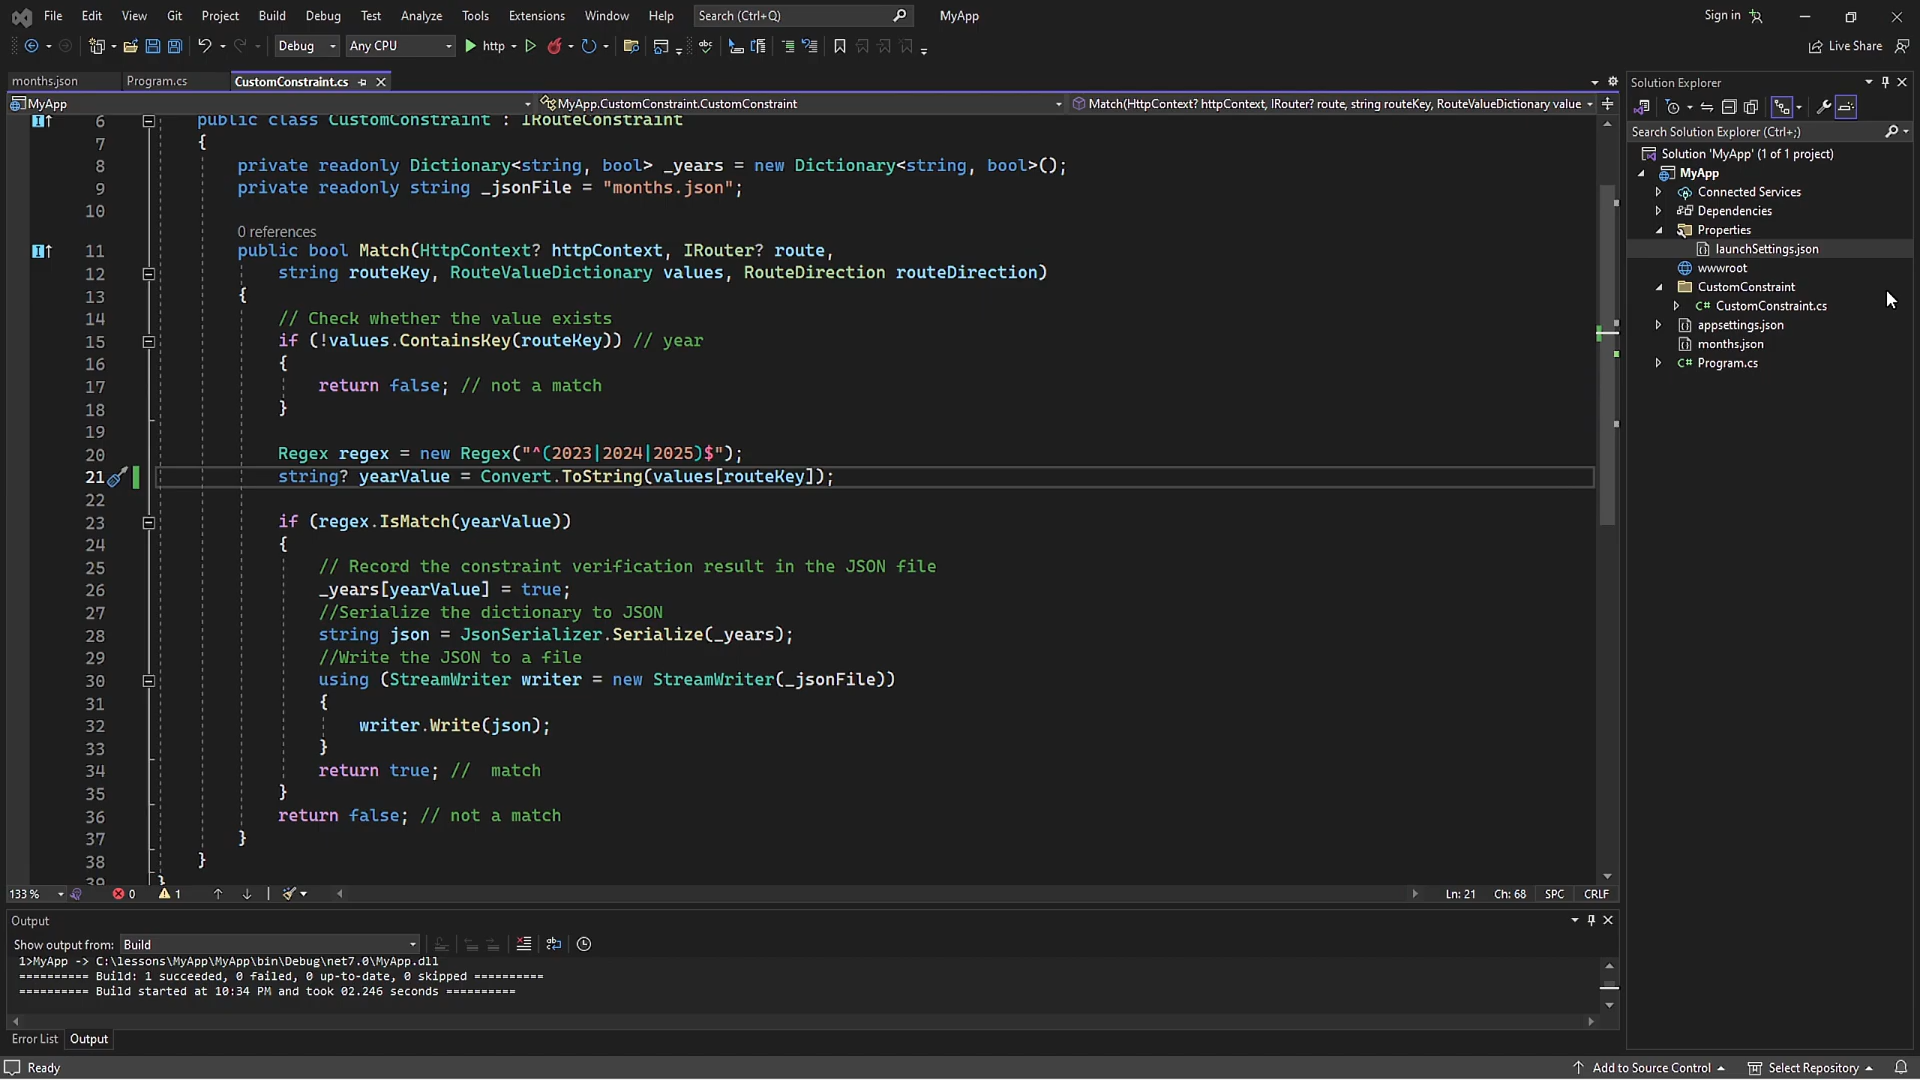 File Edit View Git Project Build Debug Test Analyze Tools Extensions Window Help Search (Ctrl+Q) MyApp Sign in
Debug Any CPU http Live Share
months.json Program.cs CustomConstraint.cs
MyApp MyApp.CustomConstraint.CustomConstraint Match(HttpContext? httpContext, IRouter? route, string routeKey, RouteValueDictionary value
6 public class CustomConstraint : IRouteConstraint
7 {
8 private readonly Dictionary<string, bool> _years = new Dictionary<string, bool>();
9 private readonly string _jsonFile = "months.json";
10
0 references
11 public bool Match(HttpContext? httpContext, IRouter? route,
12 string routeKey, RouteValueDictionary values, RouteDirection routeDirection)
13 {
14 // Check whether the value exists
15 if (!values.ContainsKey(routeKey)) // year
16 {
17 return false; // not a match
18 }
19
20 Regex regex = new Regex("^(2023|2024|2025)$");
21 string? yearValue = Convert.ToString(values[routeKey]);
22
23 if (regex.IsMatch(yearValue))
24 {
25 // Record the constraint verification result in the JSON file
26 _years[yearValue] = true;
27 //Serialize the dictionary to JSON
28 string json = JsonSerializer.Serialize(_years);
29 //Write the JSON to a file
30 using (StreamWriter writer = new StreamWriter(_jsonFile))
31 {
32 writer.Write(json);
33 }
34 return true; //  match
35 }
36 return false; // not a match
37 }
38 }
39 }
133 % 0 1 Ln: 21 Ch: 68 SPC CRLF
Output
Show output from: Build
1>MyApp -> C:\lessons\MyApp\MyApp\bin\Debug\net7.0\MyApp.dll
========== Build: 1 succeeded, 0 failed, 0 up-to-date, 0 skipped ==========
========== Build started at 10:34 PM and took 02.246 seconds ==========
Error List Output
Ready Add to Source Control Select Repository
Solution Explorer
Search Solution Explorer (Ctrl+;)
Solution 'MyApp' (1 of 1 project)
MyApp
Connected Services
Dependencies
Properties
launchSettings.json
wwwroot
CustomConstraint
C# CustomConstraint.cs
appsettings.json
months.json
C# Program.cs